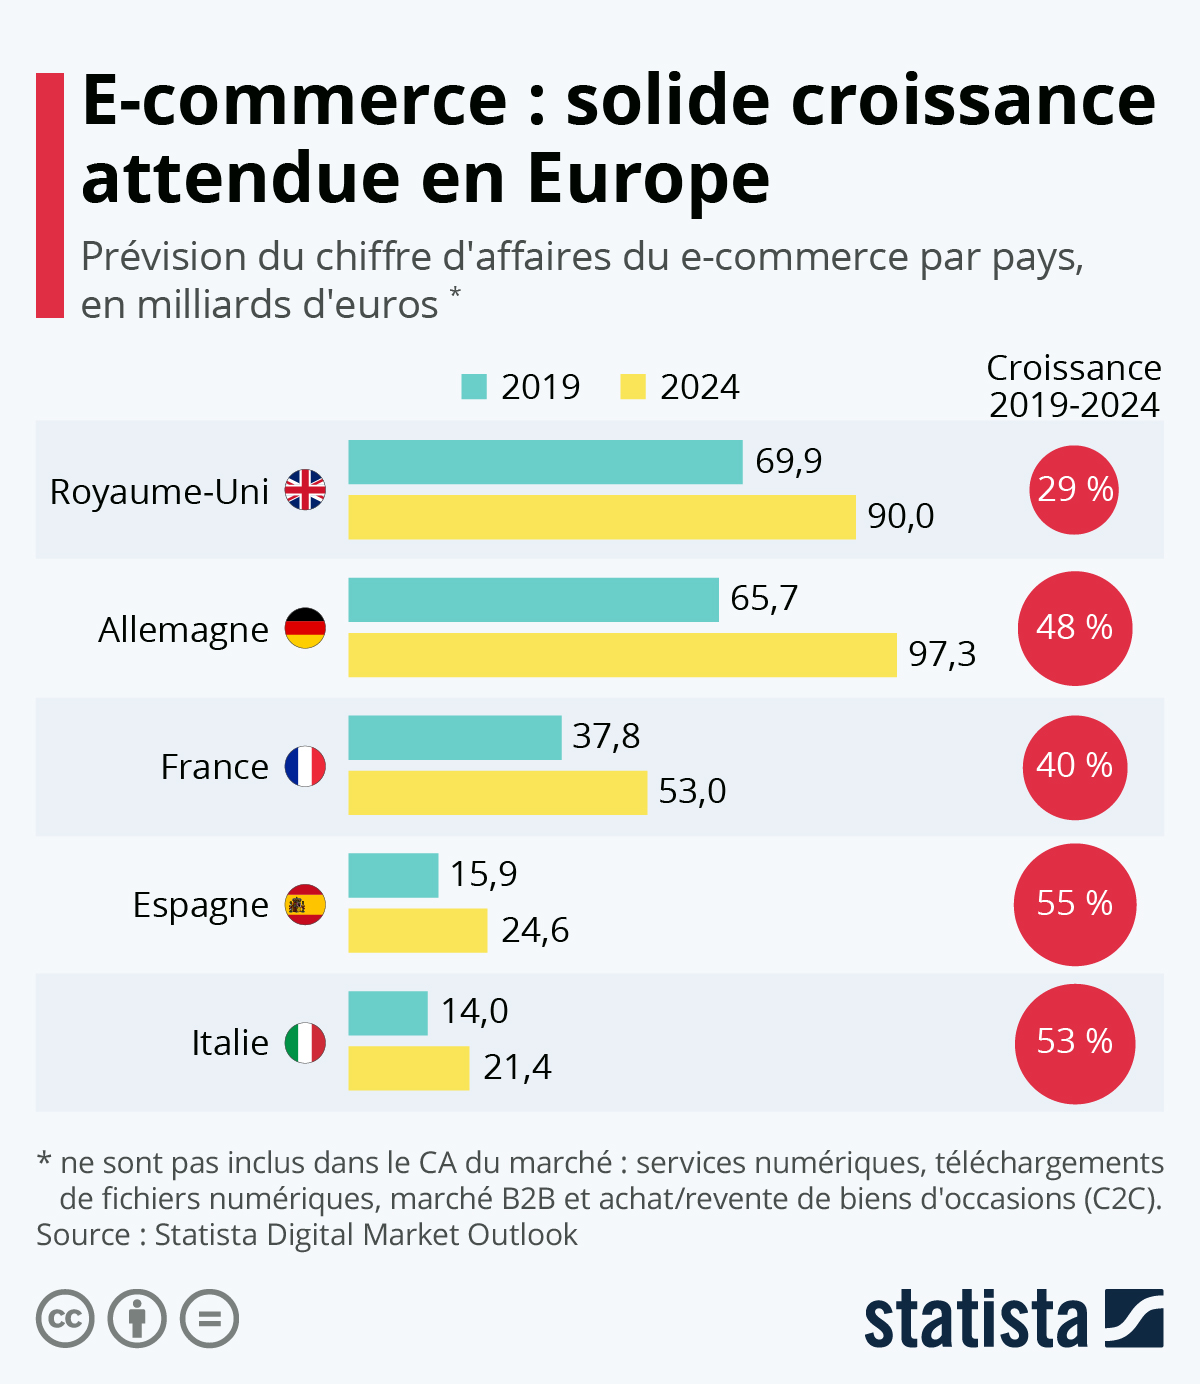 E-commerce : solide croissance
attendue en Europe
Prévision du chiffre d'affaires du e-commerce par pays,
en milliards d'euros *
2019 2024
Croissance
2019-2024
Royaume-Uni
69,9
90,0
29 %
Allemagne
65,7
97,3
48 %
France
37,8
53,0
40 %
Espagne
15,9
24,6
55 %
Italie
14,0
21,4
53 %
* ne sont pas inclus dans le CA du marché : services numériques, téléchargements
de fichiers numériques, marché B2B et achat/revente de biens d'occasions (C2C).
Source : Statista Digital Market Outlook
cc
statista